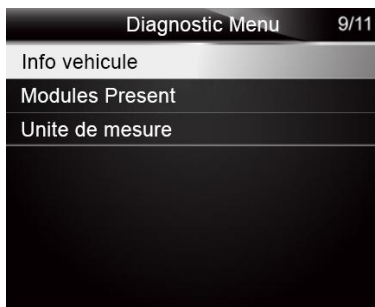 Diagnostic Menu 9/11
Info vehicule
Modules Present
Unite de mesure